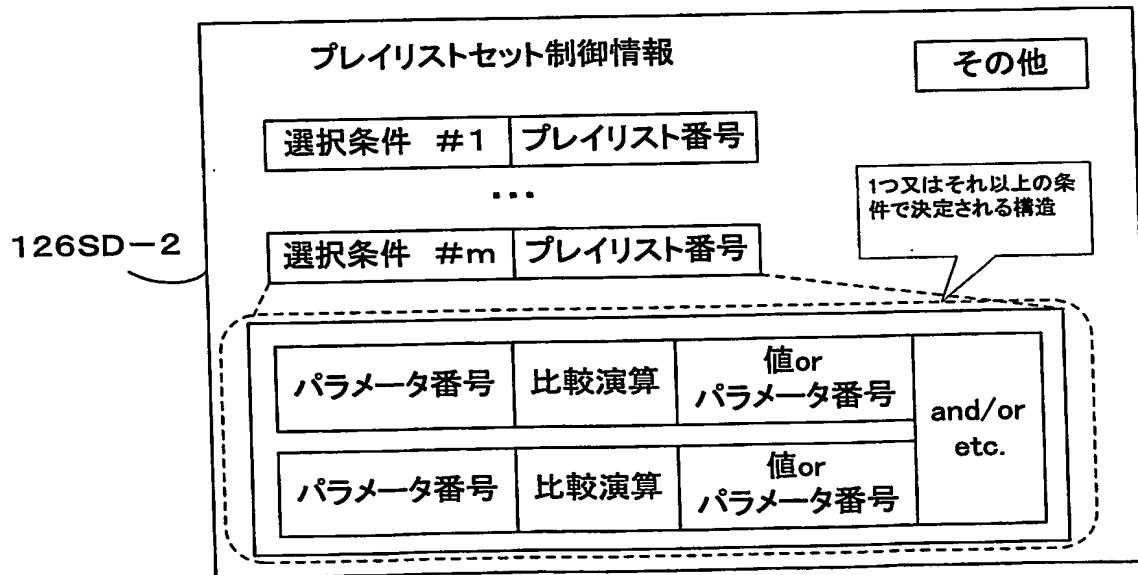 プレイリストセット制御情報
その他
選択条件 #1 プレイリスト番号
・・・
1つ又はそれ以上の条
件で決定される構造
126SD-2
選択条件 #m プレイリスト番号
パラメータ番号 比較演算 値or
パラメータ番号
and/or
etc.
パラメータ番号 比較演算 値or
パラメータ番号